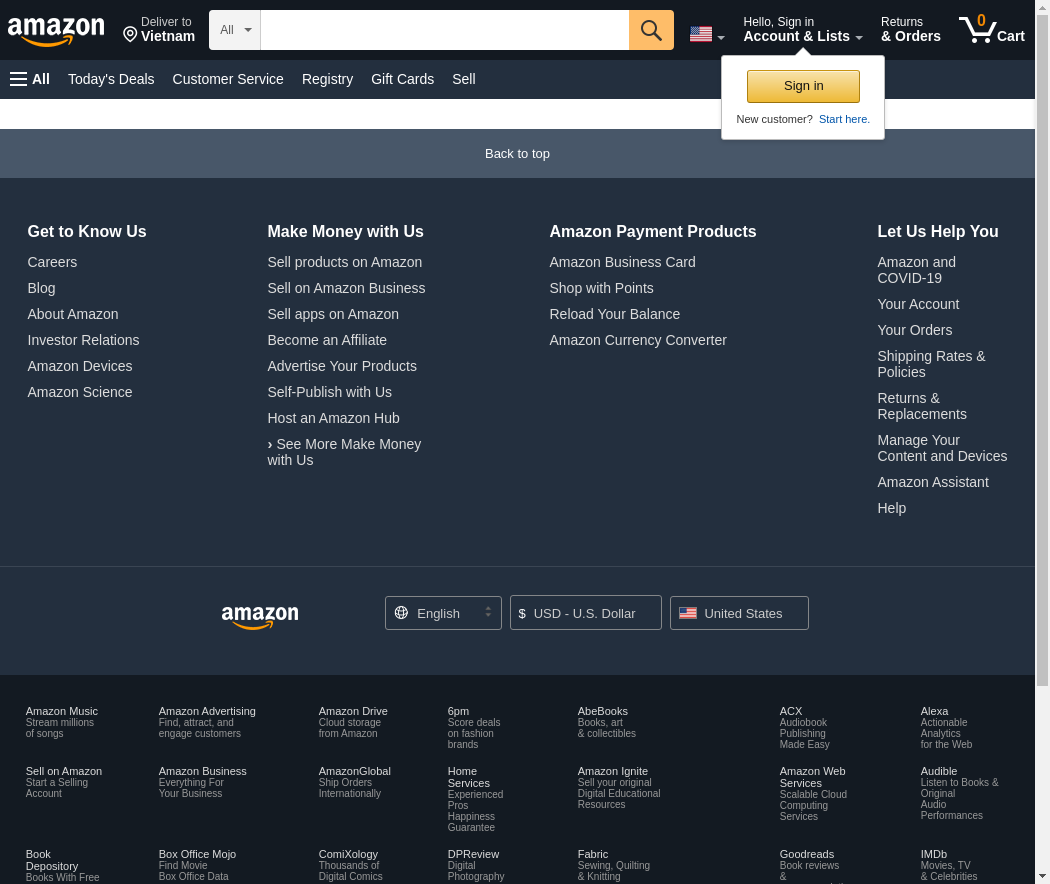 amazon
Deliver to
Vietnam
All
Hello, Sign in
Account & Lists
Returns
& Orders
0
Cart
All
Today's Deals
Customer Service
Registry
Gift Cards
Sell
Sign in
New customer? Start here.
Back to top
Get to Know Us
Careers
Blog
About Amazon
Investor Relations
Amazon Devices
Amazon Science
Make Money with Us
Sell products on Amazon
Sell on Amazon Business
Sell apps on Amazon
Become an Affiliate
Advertise Your Products
Self-Publish with Us
Host an Amazon Hub
› See More Make Money
with Us
Amazon Payment Products
Amazon Business Card
Shop with Points
Reload Your Balance
Amazon Currency Converter
Let Us Help You
Amazon and
COVID-19
Your Account
Your Orders
Shipping Rates &
Policies
Returns &
Replacements
Manage Your
Content and Devices
Amazon Assistant
Help
amazon
English
$ USD - U.S. Dollar
United States
Amazon Music
Stream millions
of songs
Amazon Advertising
Find, attract, and
engage customers
Amazon Drive
Cloud storage
from Amazon
6pm
Score deals
on fashion
brands
AbeBooks
Books, art
& collectibles
ACX
Audiobook
Publishing
Made Easy
Alexa
Actionable
Analytics
for the Web
Sell on Amazon
Start a Selling
Account
Amazon Business
Everything For
Your Business
AmazonGlobal
Ship Orders
Internationally
Home
Services
Experienced
Pros
Happiness
Guarantee
Amazon Ignite
Sell your original
Digital Educational
Resources
Amazon Web
Services
Scalable Cloud
Computing
Services
Audible
Listen to Books &
Original
Audio
Performances
Book
Depository
Books With Free
Box Office Mojo
Find Movie
Box Office Data
ComiXology
Thousands of
Digital Comics
DPReview
Digital
Photography
Fabric
Sewing, Quilting
& Knitting
Goodreads
Book reviews
&
IMDb
Movies, TV
& Celebrities